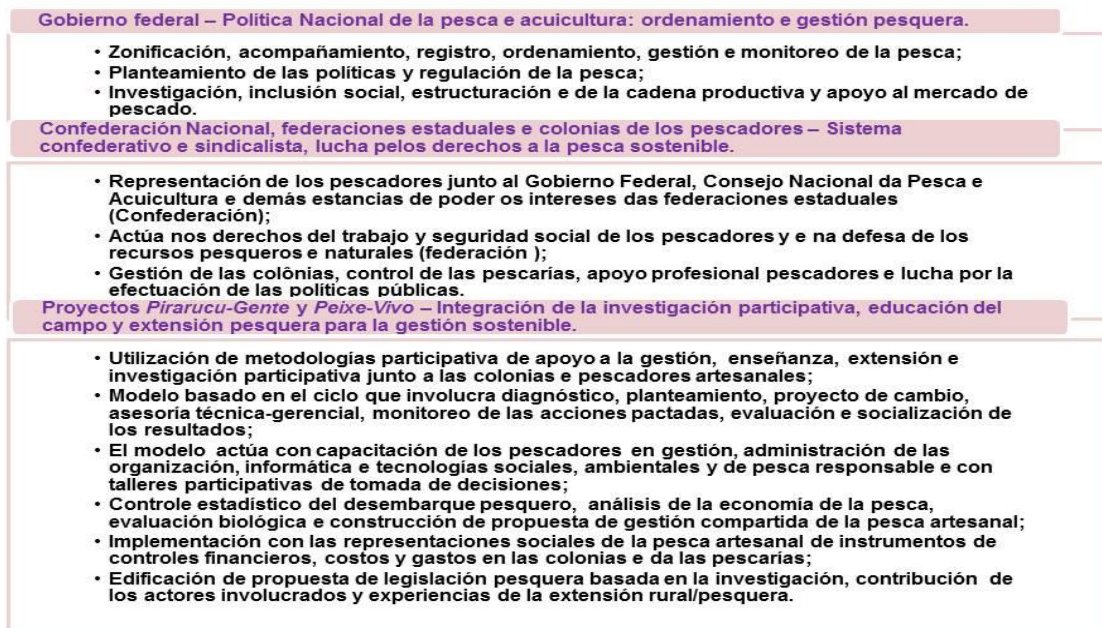 Gobierno federal – Politica Nacional de la pesca e acuicultura: ordenamiento e gestión pesquera.
• Zonificación, acompañamiento, registro, ordenamiento, gestión e monitoreo de la pesca;
• Planteamiento de las políticas y regulación de la pesca;
• Investigación, inclusión social, estructuración e de la cadena productiva y apoyo al mercado de
pescado.
Confederación Nacional, federaciones estaduales e colonias de los pescadores – Sistema
confederativo e sindicalista, lucha pelos derechos a la pesca sostenible.
• Representación de los pescadores junto al Gobierno Federal, Consejo Nacional da Pesca e
Acuicultura e demás estancias de poder os intereses das federaciones estaduales
(Confederación);
• Actúa nos derechos del trabajo y seguridad social de los pescadores y e na defesa de los
recursos pesqueros e naturales (federación );
• Gestión de las colônias, control de las pescarías, apoyo profesional pescadores e lucha por la
efectuación de las políticas públicas.
Proyectos Pirarucu-Gente y Peixe-Vivo – Integración de la investigación participativa, educación del
campo y extensión pesquera para la gestión sostenible.
• Utilización de metodologías participativa de apoyo a la gestión, enseñanza, extensión e
investigación participativa junto a las colonias e pescadores artesanales;
• Modelo basado en el ciclo que involucra diagnóstico, planteamiento, proyecto de cambio,
asesoría técnica-gerencial, monitoreo de las acciones pactadas, evaluación e socialización de
los resultados;
• El modelo actúa con capacitación de los pescadores en gestión, administración de las
organización, informática e tecnologías sociales, ambientales y de pesca responsable e con
talleres participativas de tomada de decisiones;
• Controle estadístico del desembarque pesquero, análisis de la economía de la pesca,
evaluación biológica e construcción de propuesta de gestión compartida de la pesca artesanal;
• Implementación con las representaciones sociales de la pesca artesanal de instrumentos de
controles financieros, costos y gastos en las colonias e da las pescarías;
• Edificación de propuesta de legislación pesquera basada en la investigación, contribución de
los actores involucrados y experiencias de la extensión rural/pesquera.